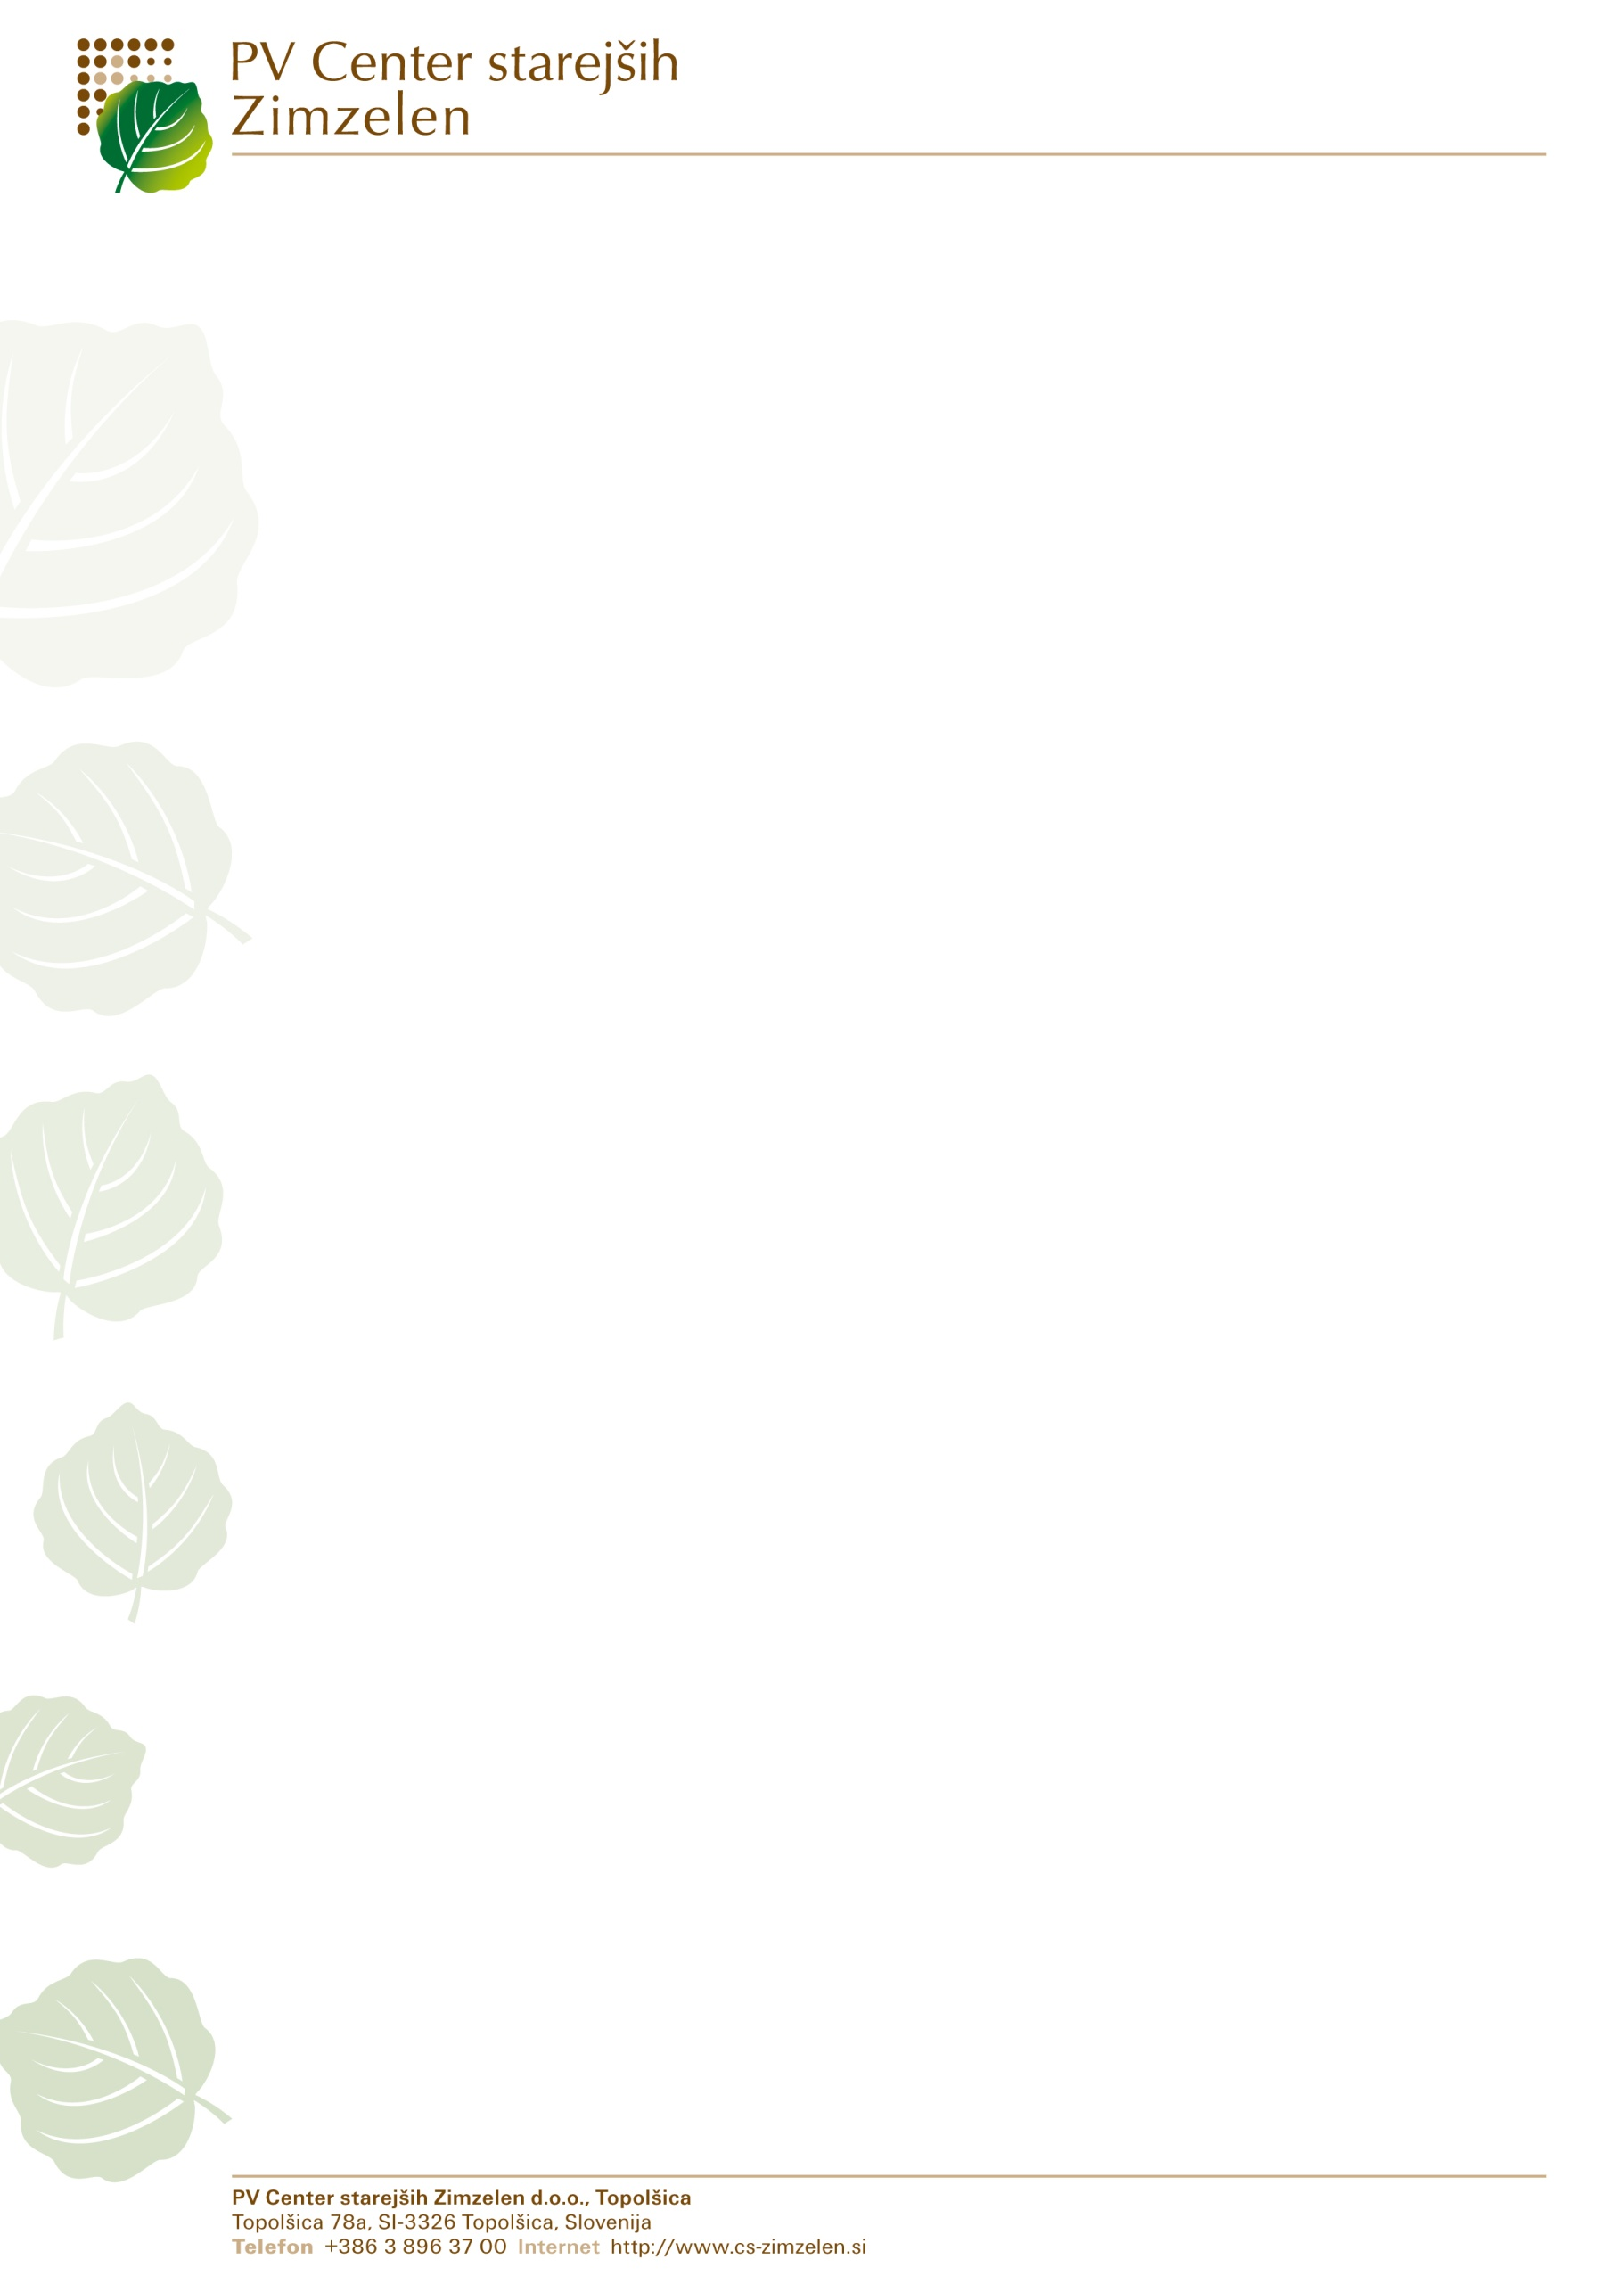 PV Center starejših
Zimzelen
PV Center starejših Zimzelen d.o.o., Topolšica
Topolšica 78a, SI-3326 Topolšica, Slovenija
Telefon +386 3 896 37 00 Internet http://www.cs-zimzelen.si